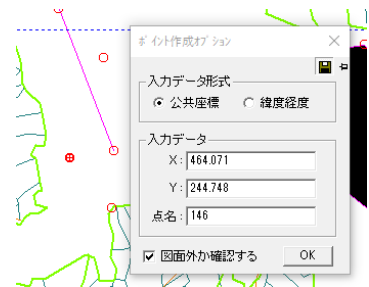 ポイント作成オプション
入力データ形式
公共座標 緯度経度
入力データ
X: 464.071
Y: 244.748
点名: 146
図面外か確認する OK